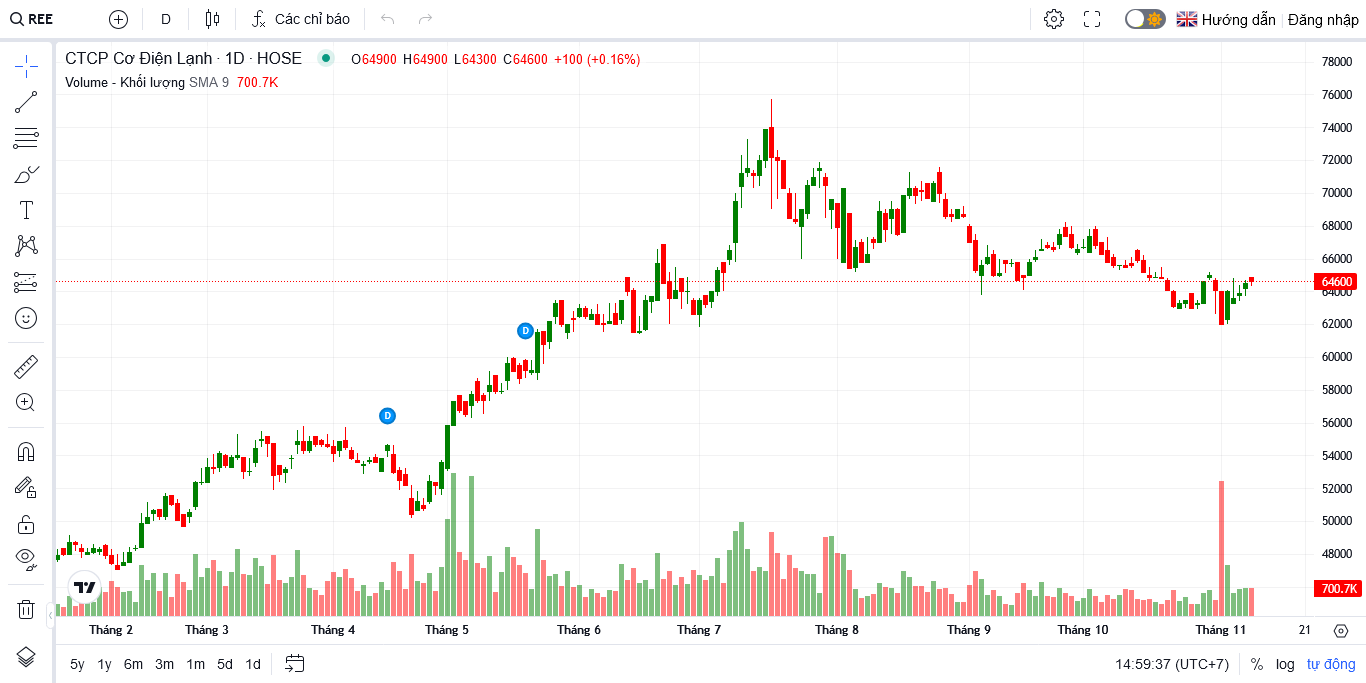 REE D Các chỉ báo Hướng dẫn Đăng nhập
CTCP Cơ Điện Lạnh · 1D · HOSE O64900 H64900 L64300 C64600 +100 (+0.16%)
Volume - Khối lượng SMA 9 700.7K
78000
76000
74000
72000
70000
68000
66000
64600
64000
62000
60000
58000
56000
54000
52000
50000
48000
700.7K
D
D
Tháng 2 Tháng 3 Tháng 4 Tháng 5 Tháng 6 Tháng 7 Tháng 8 Tháng 9 Tháng 10 Tháng 11 21
5y 1y 6m 3m 1m 5d 1d 14:59:37 (UTC+7) % log tự động